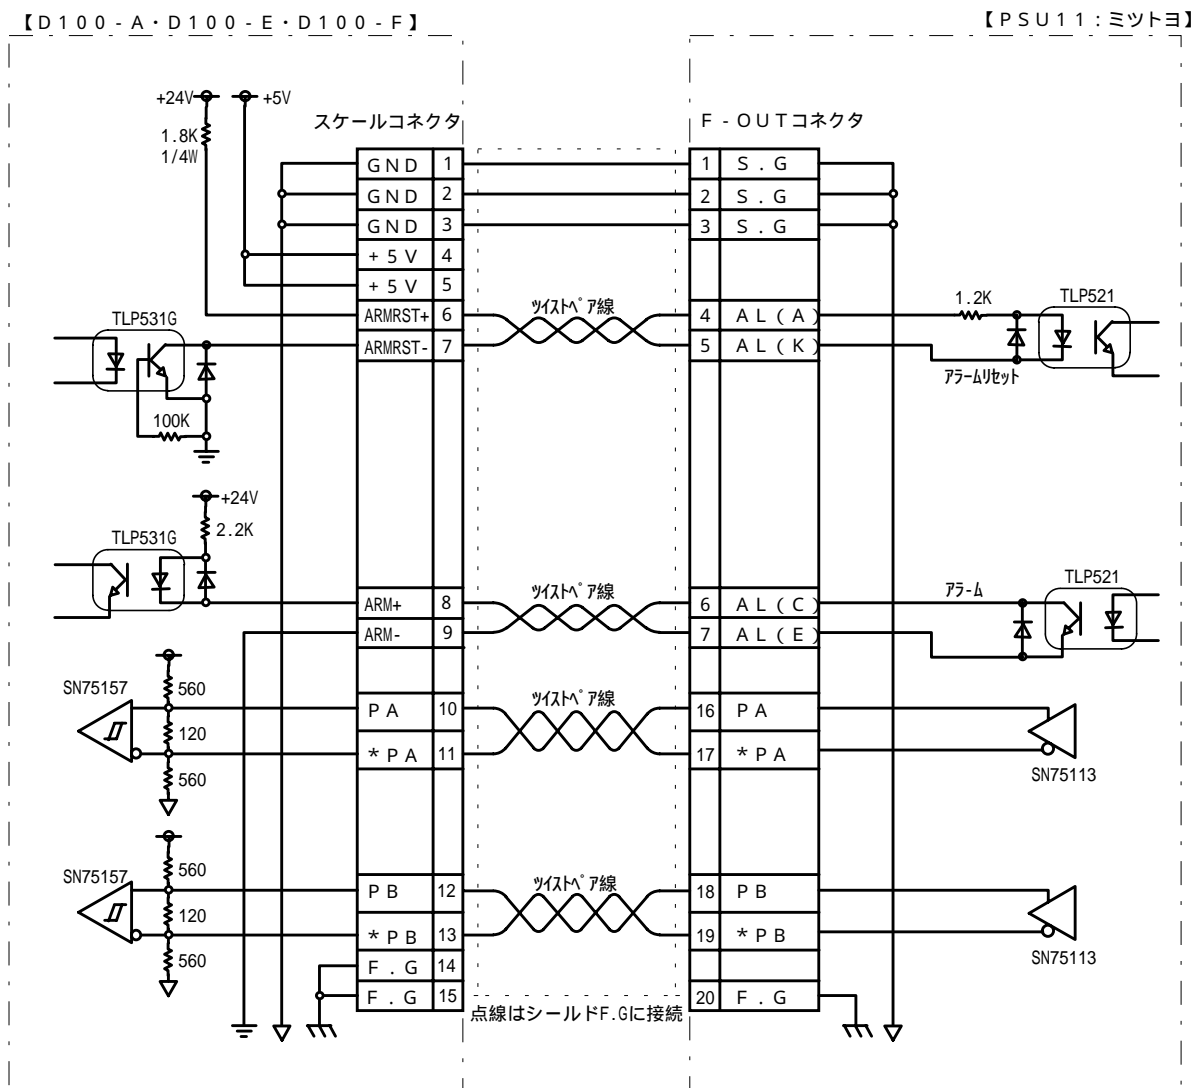 【D100-A・D100-E・D100-F】
【PSU11:ミツトヨ】
+24V
+5V
1.8K
1/4W
スケールコネクタ
F-OUTコネクタ
GND 1
GND 2
GND 3
+5V 4
+5V 5
ARMRST+ 6
ARMRST- 7
1 S.G
2 S.G
3 S.G
ツイストペア線
4 AL(A)
5 AL(K)
1.2K
TLP521
アラームリセット
TLP531G
100K
+24V
2.2K
TLP531G
ARM+ 8
ARM- 9
ツイストペア線
6 AL(C)
7 AL(E)
アラーム
TLP521
SN75157
560
120
560
PA 10
*PA 11
ツイストペア線
16 PA
17 *PA
SN75113
SN75157
560
120
560
PB 12
*PB 13
F.G 14
F.G 15
ツイストペア線
18 PB
19 *PB
20 F.G
SN75113
点線はシールドF.Gに接続